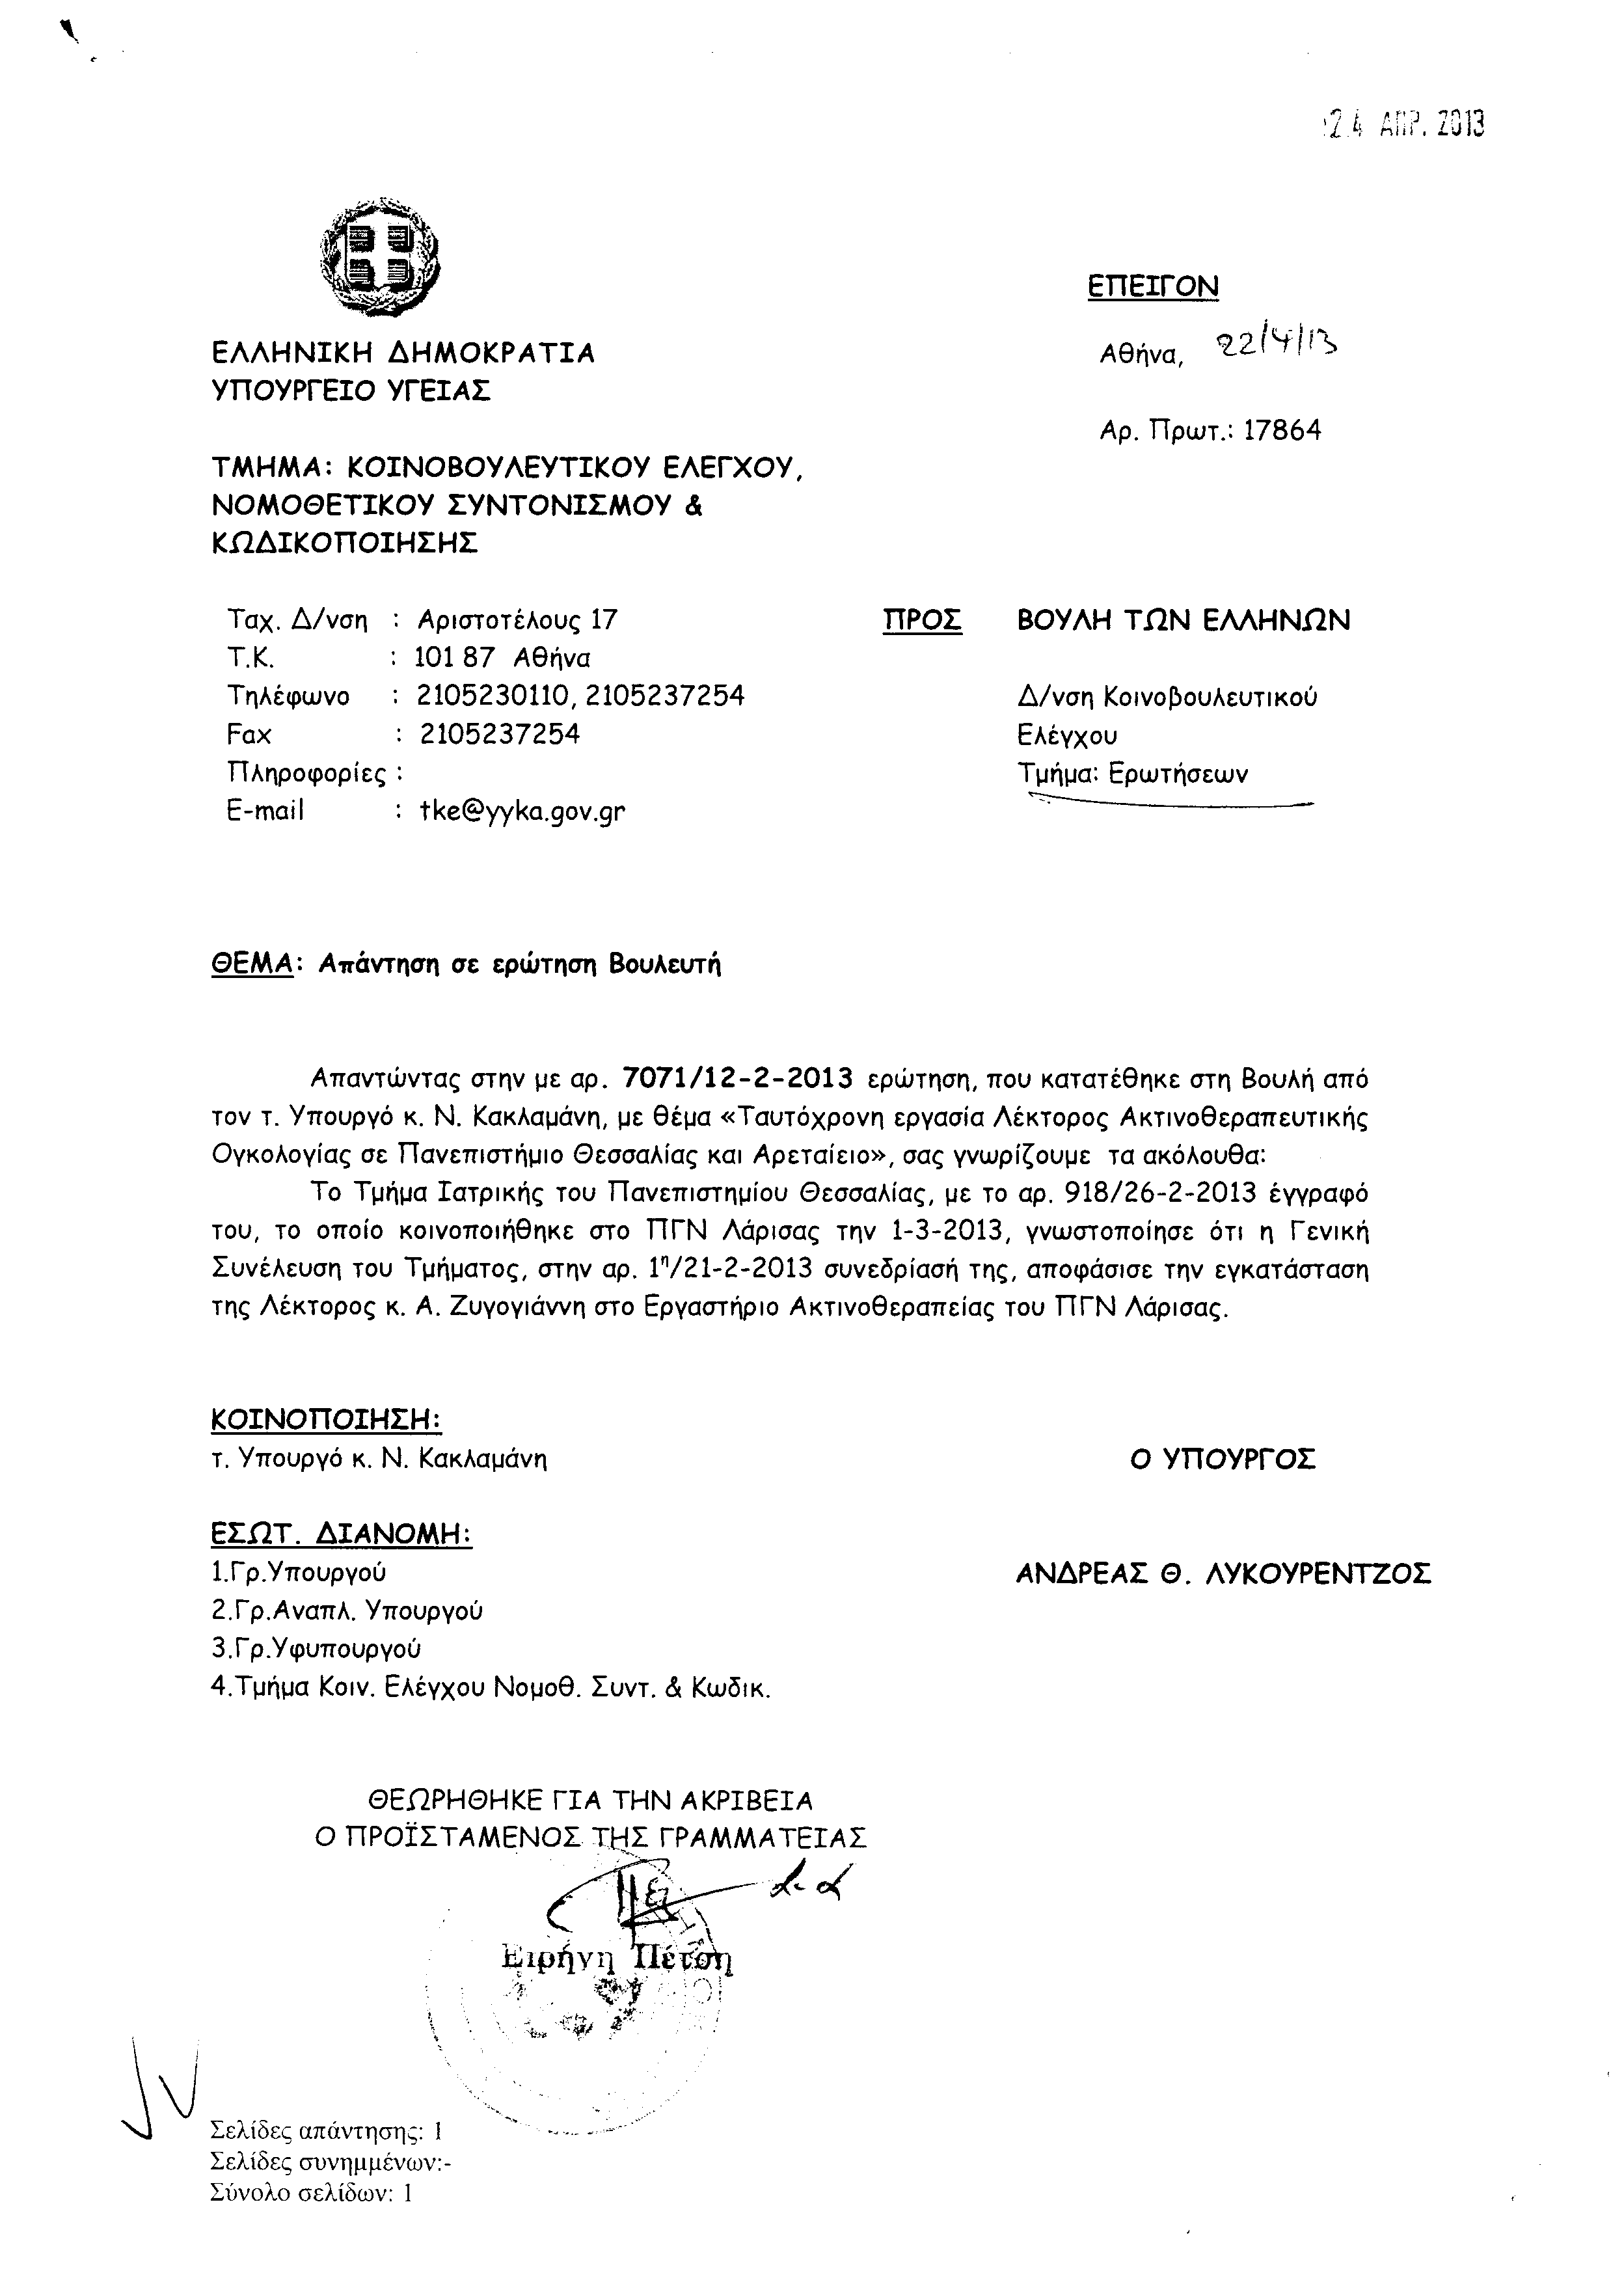 24 ΑΠΡ. 2013
ΕΠΕΙΓΟΝ
ΕΛΛΗΝΙΚΗ ΔΗΜΟΚΡΑΤΙΑ
ΥΠΟΥΡΓΕΙΟ ΥΓΕΙΑΣ
Αθήνα, 22/4/13
Αρ. Πρωτ.: 17864
ΤΜΗΜΑ: ΚΟΙΝΟΒΟΥΛΕΥΤΙΚΟΥ ΕΛΕΓΧΟΥ,
ΝΟΜΟΘΕΤΙΚΟΥ ΣΥΝΤΟΝΙΣΜΟΥ &
ΚΩΔΙΚΟΠΟΙΗΣΗΣ
Ταχ. Δ/νση : Αριστοτέλους 17
Τ.Κ. : 101 87 Αθήνα
Τηλέφωνο : 2105230110, 2105237254
Fax : 2105237254
Πληροφορίες :
E-mail : tke@yyka.gov.gr
ΠΡΟΣ ΒΟΥΛΗ ΤΩΝ ΕΛΛΗΝΩΝ
Δ/νση Κοινοβουλευτικού
Ελέγχου
Τμήμα: Ερωτήσεων
ΘΕΜΑ: Απάντηση σε ερώτηση Βουλευτή
Απαντώντας στην με αρ. 7071/12-2-2013 ερώτηση, που κατατέθηκε στη Βουλή από
τον τ. Υπουργό κ. Ν. Κακλαμάνη, με θέμα «Ταυτόχρονη εργασία Λέκτορος Ακτινοθεραπευτικής
Ογκολογίας σε Πανεπιστήμιο Θεσσαλίας και Αρεταίειο», σας γνωρίζουμε τα ακόλουθα:
Το Τμήμα Ιατρικής του Πανεπιστημίου Θεσσαλίας, με το αρ. 918/26-2-2013 έγγραφό
του, το οποίο κοινοποιήθηκε στο ΠΓΝ Λάρισας την 1-3-2013, γνωστοποίησε ότι η Γενική
Συνέλευση του Τμήματος, στην αρ. 1η/21-2-2013 συνεδρίασή της, αποφάσισε την εγκατάσταση
της Λέκτορος κ. Α. Ζυγογιάννη στο Εργαστήριο Ακτινοθεραπείας του ΠΓΝ Λάρισας.
ΚΟΙΝΟΠΟΙΗΣΗ:
τ. Υπουργό κ. Ν. Κακλαμάνη
Ο ΥΠΟΥΡΓΟΣ
ΕΣΩΤ. ΔΙΑΝΟΜΗ:
1.Γρ.Υπουργού
2.Γρ.Αναπλ. Υπουργού
3.Γρ.Υφυπουργού
4.Τμήμα Κοιν. Ελέγχου Νομοθ. Συντ. & Κωδικ.
ΑΝΔΡΕΑΣ Θ. ΛΥΚΟΥΡΕΝΤΖΟΣ
ΘΕΩΡΗΘΗΚΕ ΓΙΑ ΤΗΝ ΑΚΡΙΒΕΙΑ
Ο ΠΡΟΪΣΤΑΜΕΝΟΣ ΤΗΣ ΓΡΑΜΜΑΤΕΙΑΣ
Ειρήνη Πέτση
Σελίδες απάντησης: 1
Σελίδες συνημμένων:-
Σύνολο σελίδων: 1